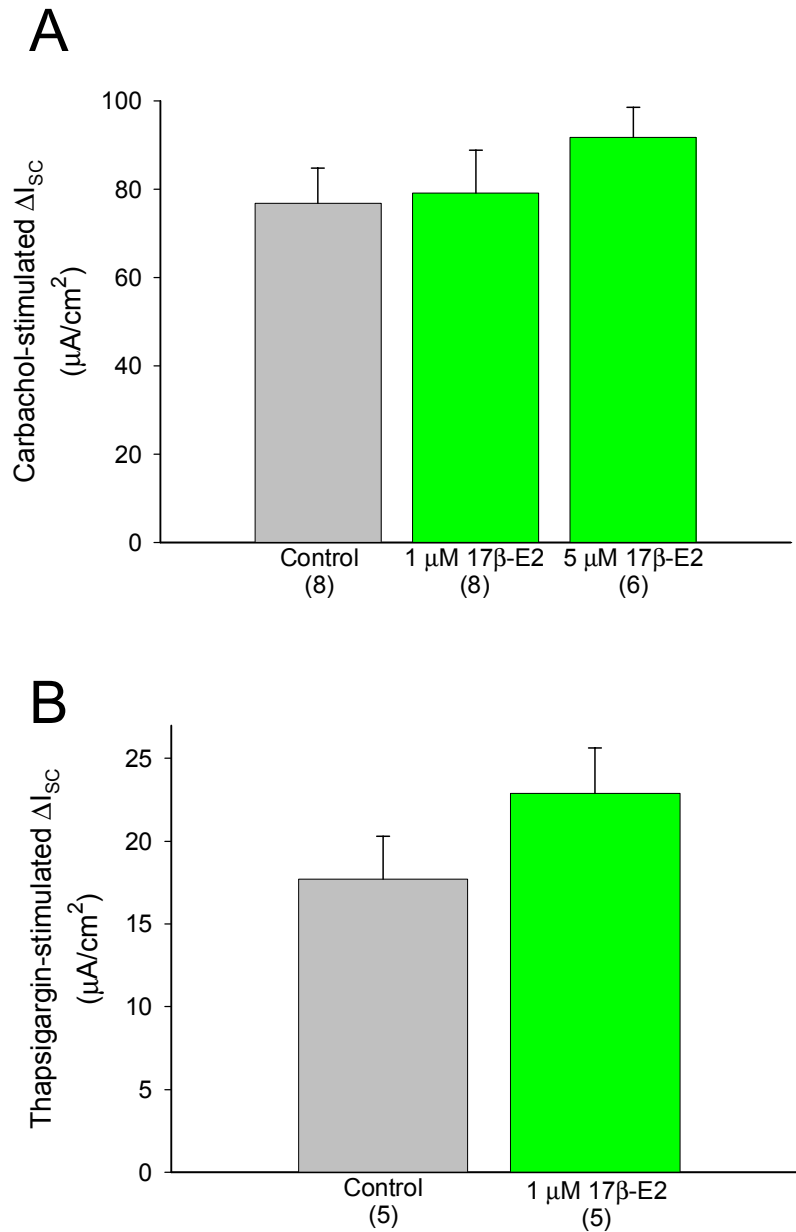 A
Carbachol-stimulated ΔI_SC
(μA/cm²)
100
80
60
40
20
0
Control
(8)
1 μM 17β-E2
(8)
5 μM 17β-E2
(6)
B
Thapsigargin-stimulated ΔI_SC
(μA/cm²)
25
20
15
10
5
0
Control
(5)
1 μM 17β-E2
(5)